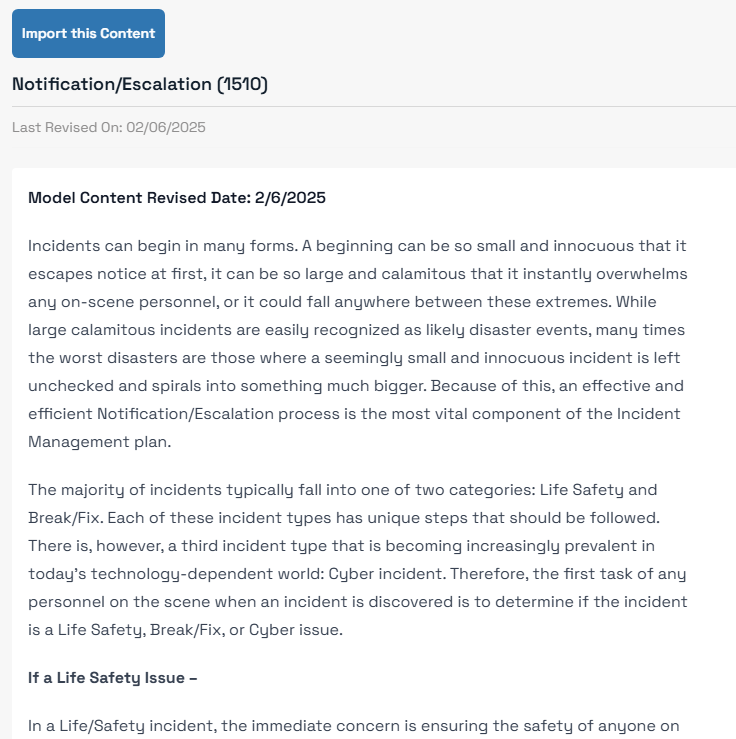 Import this Content
Notification/Escalation (1510)
Last Revised On: 02/06/2025
Model Content Revised Date: 2/6/2025
Incidents can begin in many forms. A beginning can be so small and innocuous that it
escapes notice at first, it can be so large and calamitous that it instantly overwhelms
any on-scene personnel, or it could fall anywhere between these extremes. While
large calamitous incidents are easily recognized as likely disaster events, many times
the worst disasters are those where a seemingly small and innocuous incident is left
unchecked and spirals into something much bigger. Because of this, an effective and
efficient Notification/Escalation process is the most vital component of the Incident
Management plan.
The majority of incidents typically fall into one of two categories: Life Safety and
Break/Fix. Each of these incident types has unique steps that should be followed.
There is, however, a third incident type that is becoming increasingly prevalent in
today's technology-dependent world: Cyber incident. Therefore, the first task of any
personnel on the scene when an incident is discovered is to determine if the incident
is a Life Safety, Break/Fix, or Cyber issue.
If a Life Safety Issue –
In a Life/Safety incident, the immediate concern is ensuring the safety of anyone on